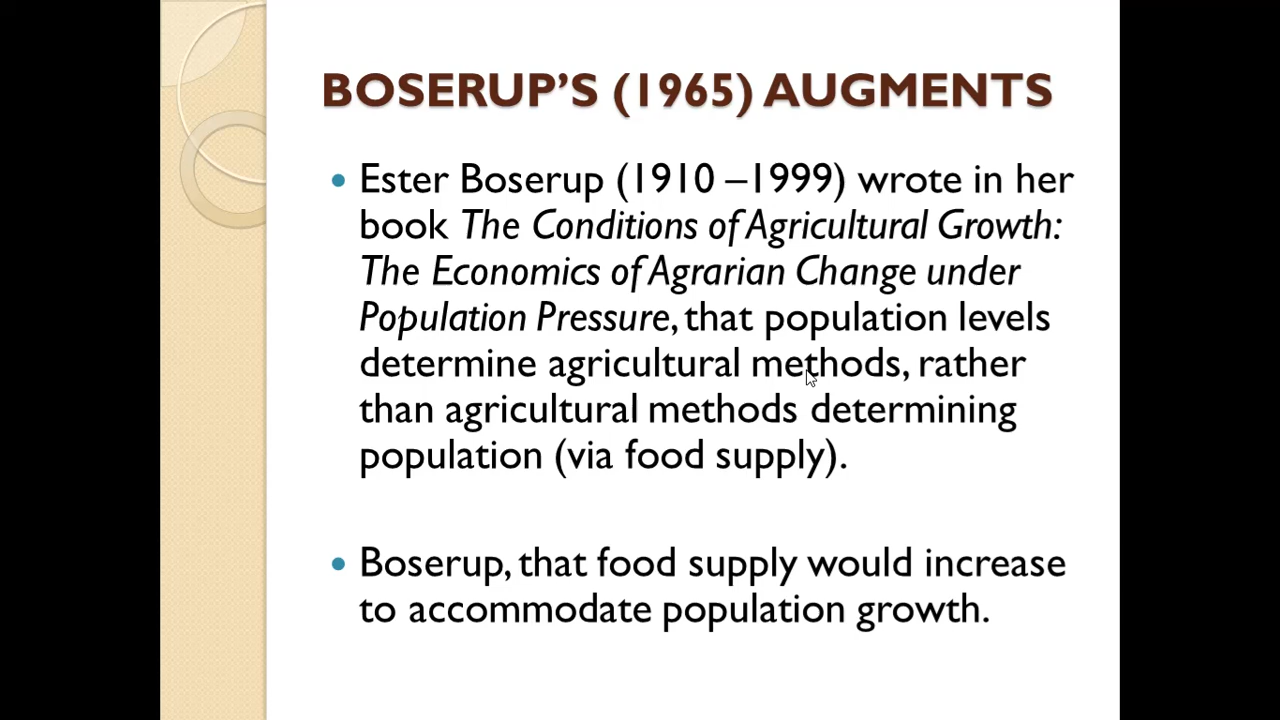 BOSERUP’S (1965) AUGMENTS
• Ester Boserup (1910 –1999) wrote in her
book The Conditions of Agricultural Growth:
The Economics of Agrarian Change under
Population Pressure, that population levels
determine agricultural methods, rather
than agricultural methods determining
population (via food supply).
• Boserup, that food supply would increase
to accommodate population growth.